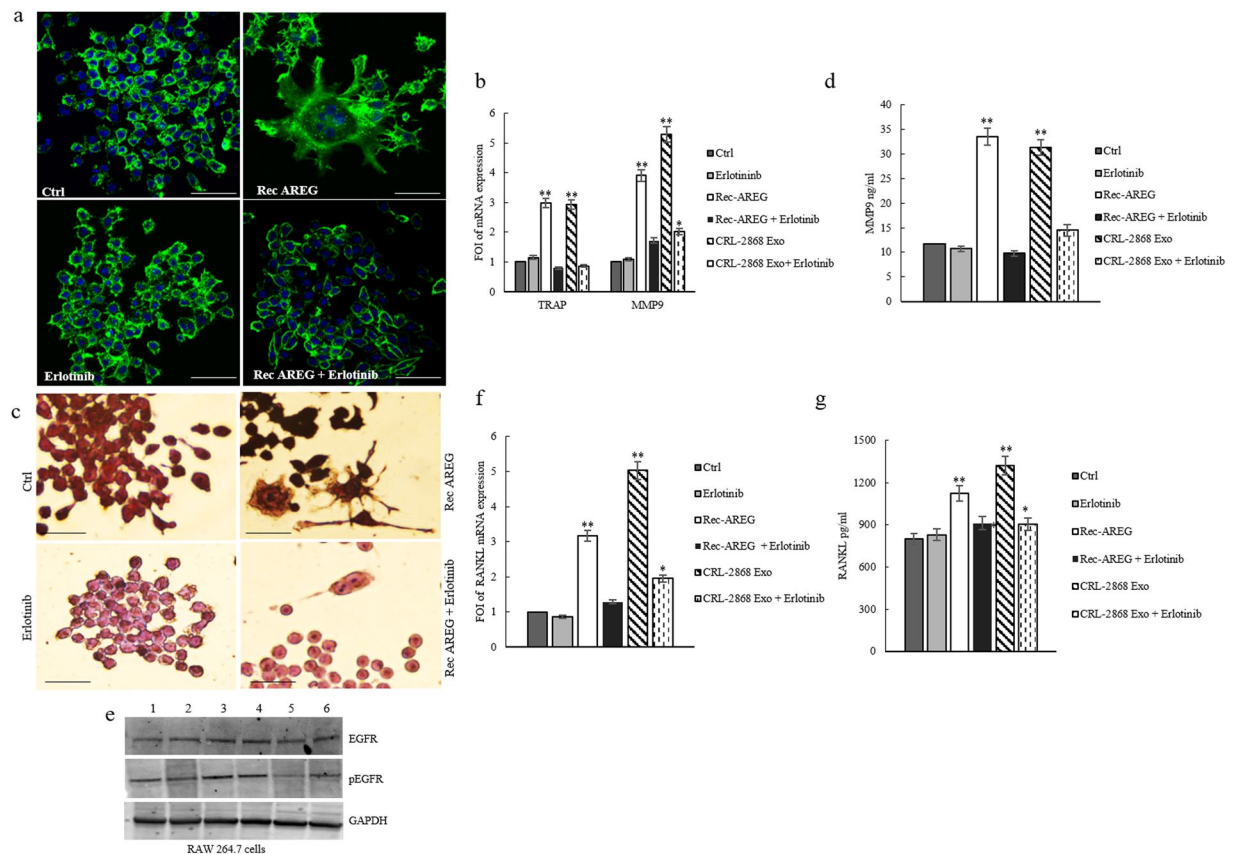 a
Ctrl
Rec AREG
Erlotinib
Rec AREG + Erlotinib
b
FOI of mRNA expression
6
5
4
3
2
1
0
**
**
**
**
*
TRAP
MMP9
Ctrl
Erlotininb
Rec-AREG
Rec-AREG + Erlotinib
CRL-2868 Exo
CRL-2868 Exo+ Erlotinib
d
MMP9 ng/ml
40
35
30
25
20
15
10
5
0
**
**
Ctrl
Erlotinib
Rec-AREG
Rec-AREG + Erlotinib
CRL-2868 Exo
CRL-2868 Exo + Erlotinib
c
Ctrl
Rec AREG
Erlotinib
Rec AREG + Erlotinib
f
FOI of RANKL mRNA expression
6
5
4
3
2
1
0
**
**
*
Ctrl
Erlotinib
Rec-AREG
Rec-AREG + Erlotinib
CRL-2868 Exo
CRL-2868 Exo + Erlotinib
g
RANKL pg/ml
1500
1200
900
600
300
0
**
**
*
Ctrl
Erlotinib
Rec-AREG
Rec-AREG + Erlotinib
CRL-2868 Exo
CRL-2868 Exo + Erlotinib
e
1 2 3 4 5 6
EGFR
pEGFR
GAPDH
RAW 264.7 cells